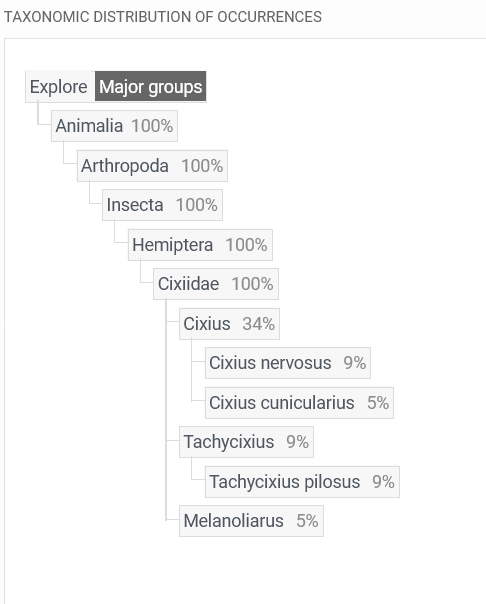 TAXONOMIC DISTRIBUTION OF OCCURRENCES
Explore Major groups
Animalia 100%
Arthropoda 100%
Insecta 100%
Hemiptera 100%
Cixiidae 100%
Cixius 34%
Cixius nervosus 9%
Cixius cunicularius 5%
Tachycixius 9%
Tachycixius pilosus 9%
Melanoliarus 5%